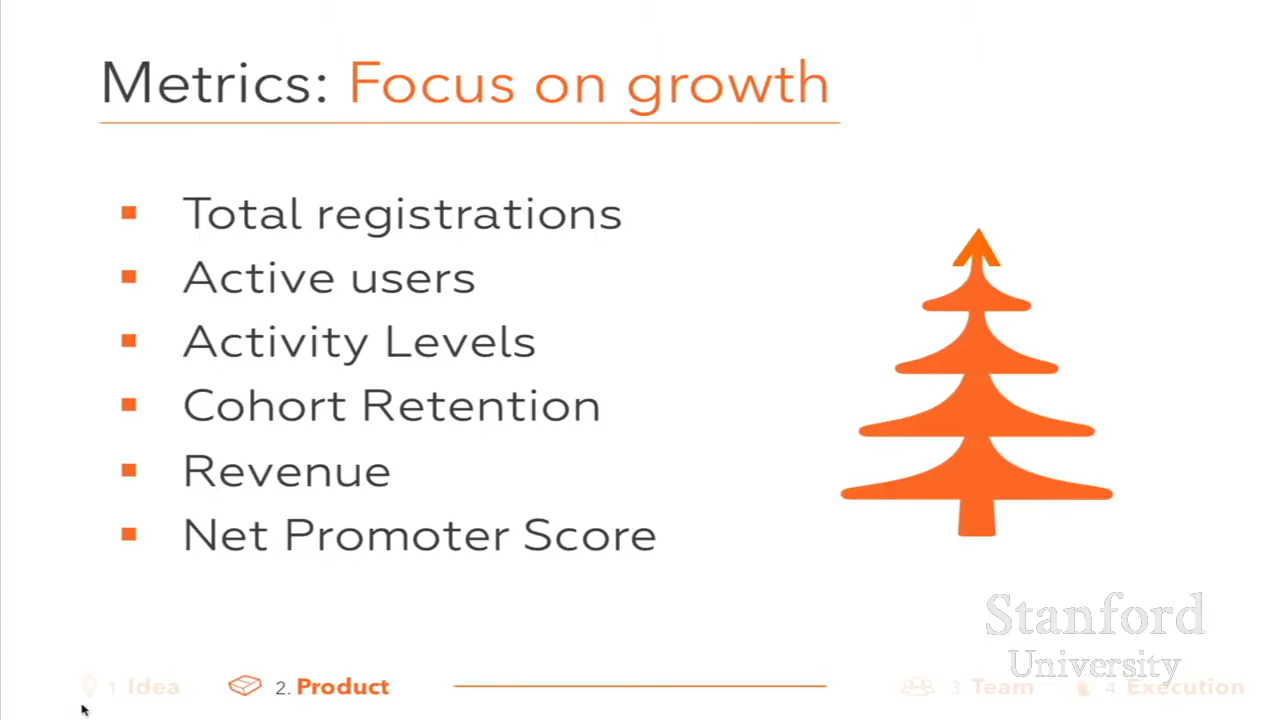 Metrics: Focus on growth
Total registrations
Active users
Activity Levels
Cohort Retention
Revenue
Net Promoter Score
Stanford
University
1 Idea 2. Product 3 Team 4. Execution